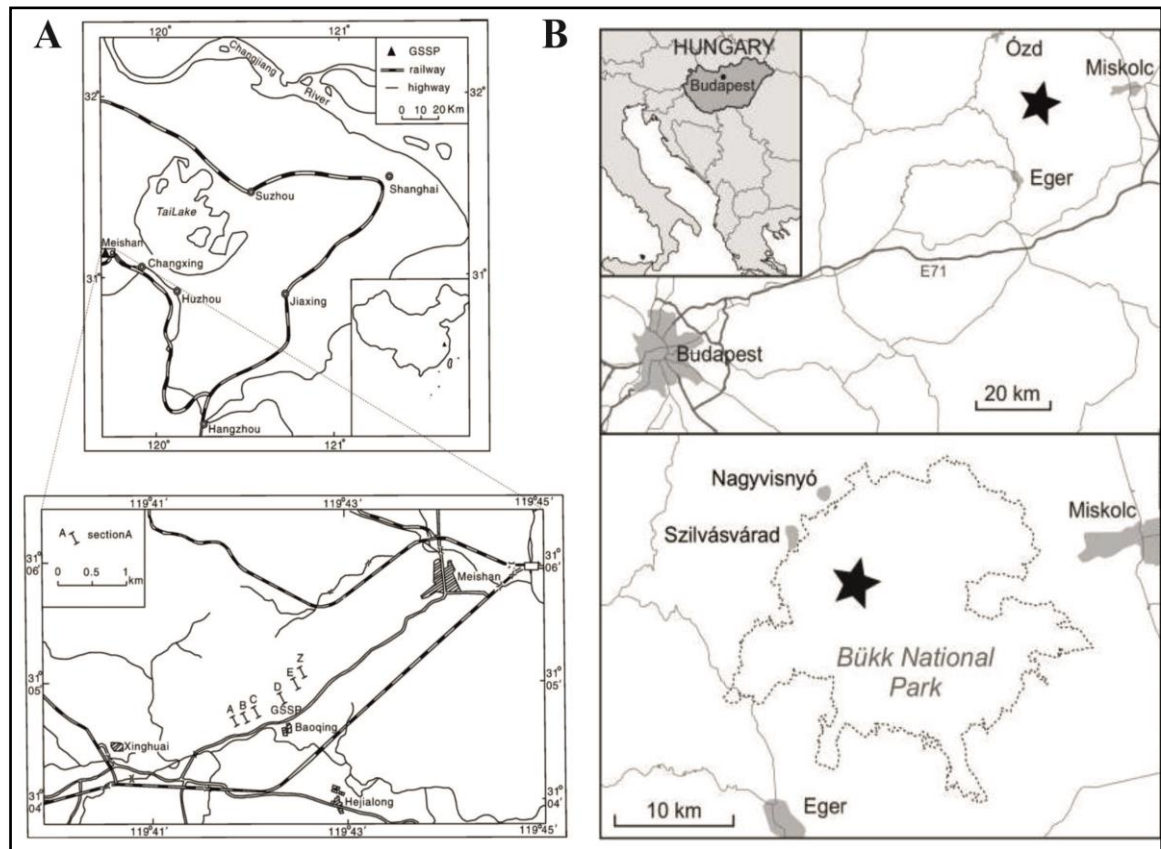 A
120°
121°
GSSP
railway
highway
0 10 20 Km
Changjiang
River
32°
32°
Shanghai
Suzhou
TaiLake
Meishan
Changxing
31°
31°
Huzhou
Jiaxing
Hangzhou
120°
121°
119°41′
119°43′
119°45′
A
sectionA
0 0.5 1
km
31°
06′
31°
06′
Meishan
Z
E
D
A B C
GSSP
31°
05′
31°
05′
Baoqing
Xinghuai
Hejialong
31°
04′
31°
04′
119°41′
119°43′
119°45′
B
HUNGARY
Budapest
Ózd
Miskolc
Eger
E71
Budapest
20 km
Nagyvisnyó
Szilvásvárad
Miskolc
Bükk National
Park
10 km
Eger